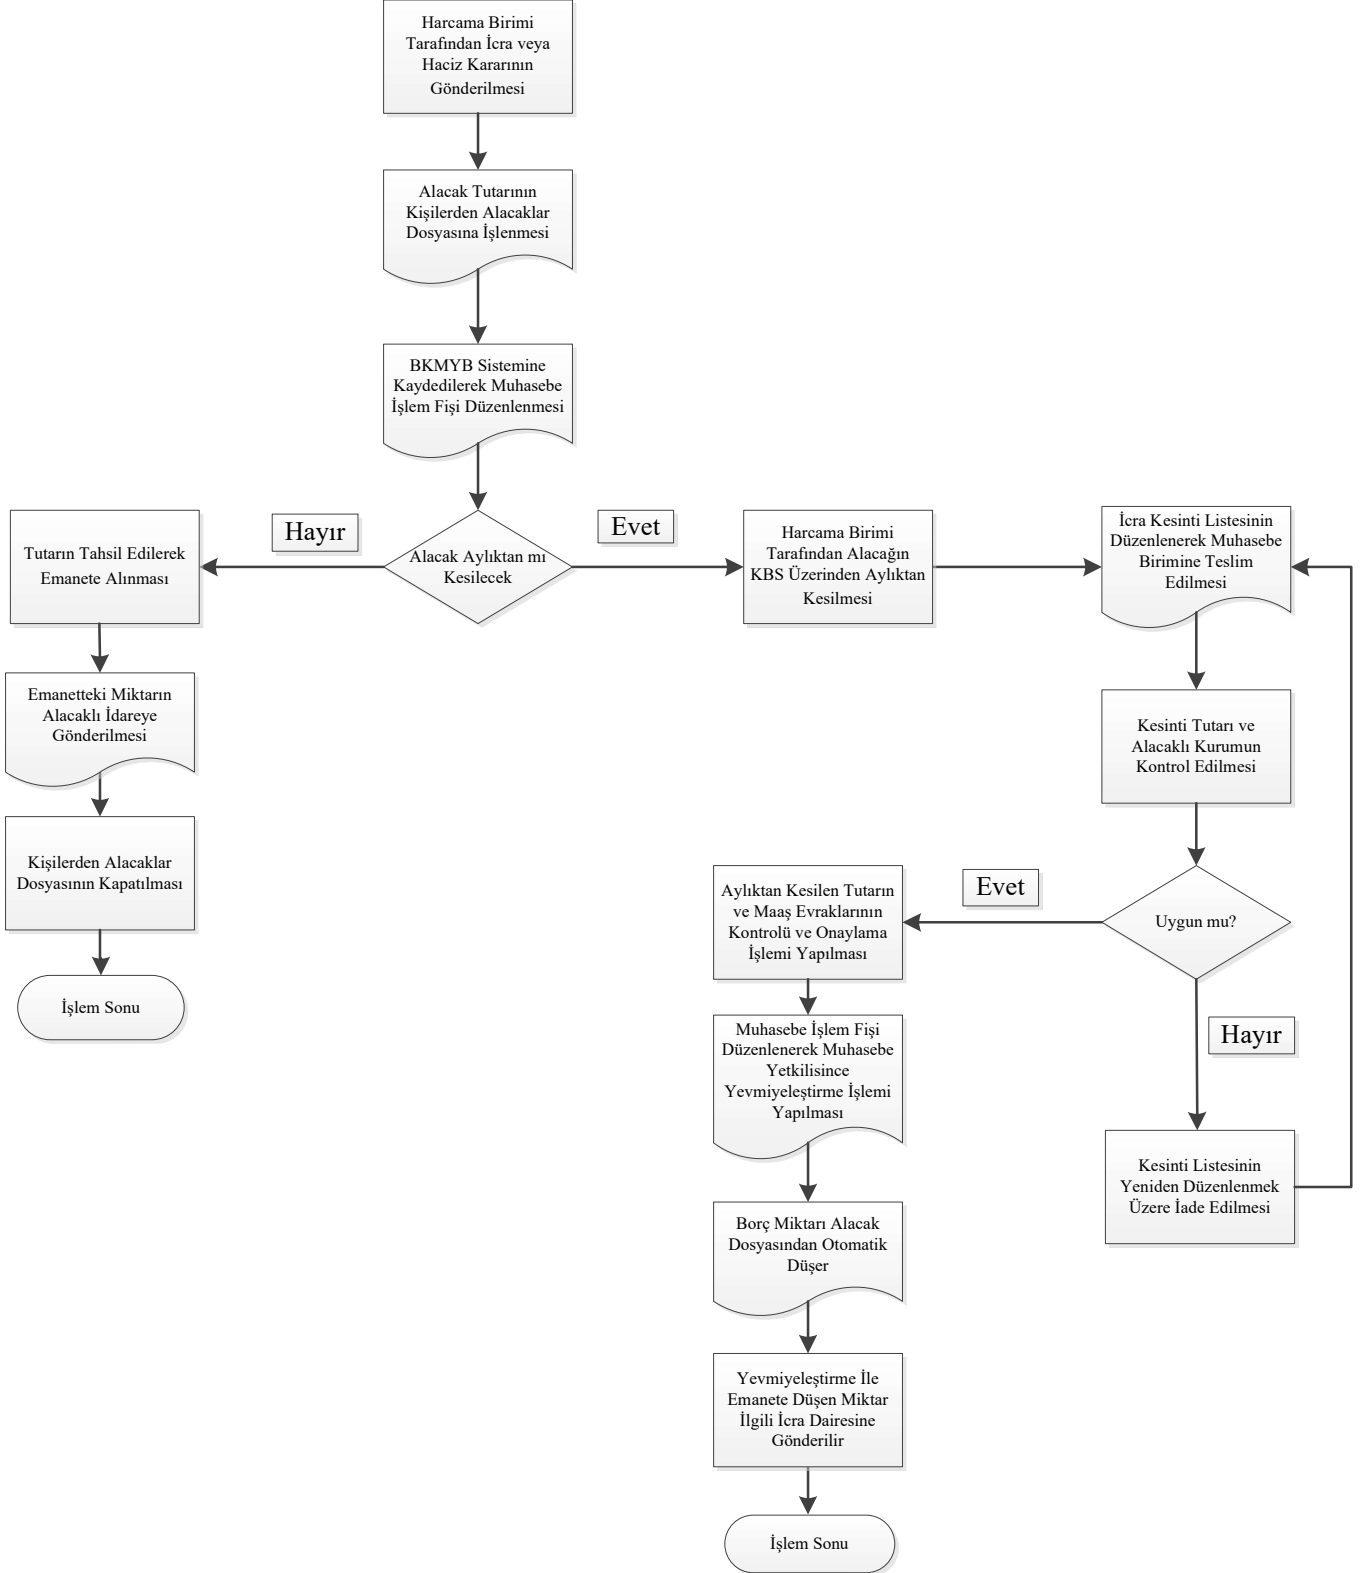 Harcama Birimi
Tarafından İcra veya
Haciz Kararının
Gönderilmesi
Alacak Tutarının
Kişilerden Alacaklar
Dosyasına İşlenmesi
BKMYB Sistemine
Kaydedilerek Muhasebe
İşlem Fişi Düzenlenmesi
Alacak Aylıktan mı
Kesilecek
Hayır
Evet
Tutarın Tahsil Edilerek
Emanete Alınması
Emanetteki Miktarın
Alacaklı İdareye
Gönderilmesi
Kişilerden Alacaklar
Dosyasının Kapatılması
İşlem Sonu
Harcama Birimi
Tarafından Alacağın
KBS Üzerinden Aylıktan
Kesilmesi
İcra Kesinti Listesinin
Düzenlenerek Muhasebe
Birimine Teslim
Edilmesi
Kesinti Tutarı ve
Alacaklı Kurumun
Kontrol Edilmesi
Uygun mu?
Evet
Hayır
Kesinti Listesinin
Yeniden Düzenlenmek
Üzere İade Edilmesi
Aylıktan Kesilen Tutarın
ve Maaş Evraklarının
Kontrolü ve Onaylama
İşlemi Yapılması
Muhasebe İşlem Fişi
Düzenlenerek Muhasebe
Yetkilisince
Yevmiyeleştirme İşlemi
Yapılması
Borç Miktarı Alacak
Dosyasından Otomatik
Düşer
Yevmiyeleştirme İle
Emanete Düşen Miktar
İlgili İcra Dairesine
Gönderilir
İşlem Sonu